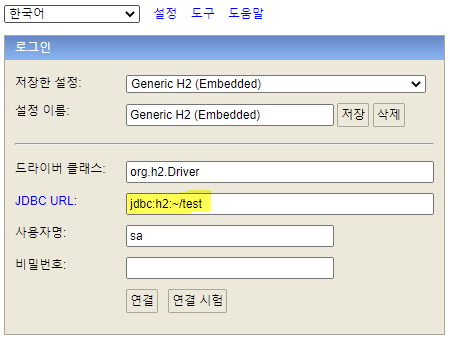 한국어 설정 도구 도움말
로그인
저장한 설정: Generic H2 (Embedded)
설정 이름: Generic H2 (Embedded) 저장 삭제
드라이버 클래스: org.h2.Driver
JDBC URL: jdbc:h2:~/test
사용자명: sa
비밀번호:
연결 연결 시험